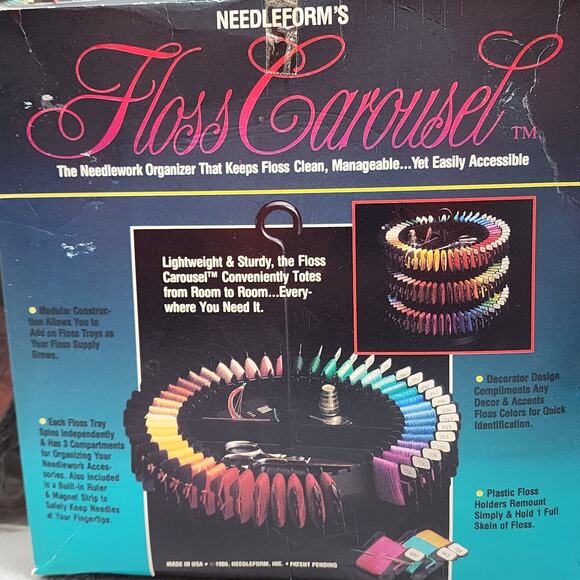 NEEDLEFORM'S
Floss Carousel TM
The Needlework Organizer That Keeps Floss Clean, Manageable...Yet Easily Accessible
Lightweight & Sturdy, the Floss
Carousel™ Conveniently Totes
from Room to Room...Every-
where You Need It.
• Modular Construc-
tion Allows You to
Add on Floss Trays as
Your Floss Supply
Grows.
• Each Floss Tray
Spins Independently
& Has 3 Compartments
for Organizing Your
Needlework Acces-
sories. Also Included
is a Built-in Ruler
& Magnet Strip to
Safely Keep Needles
at Your Fingertips.
• Decorator Design
Compliments Any
Decor & Accents
Floss Colors for Quick
Identification.
• Plastic Floss
Holders Remount
Simply & Hold 1 Full
Skein of Floss.
MADE IN USA • © 1986, NEEDLEFORM, INC. • PATENT PENDING